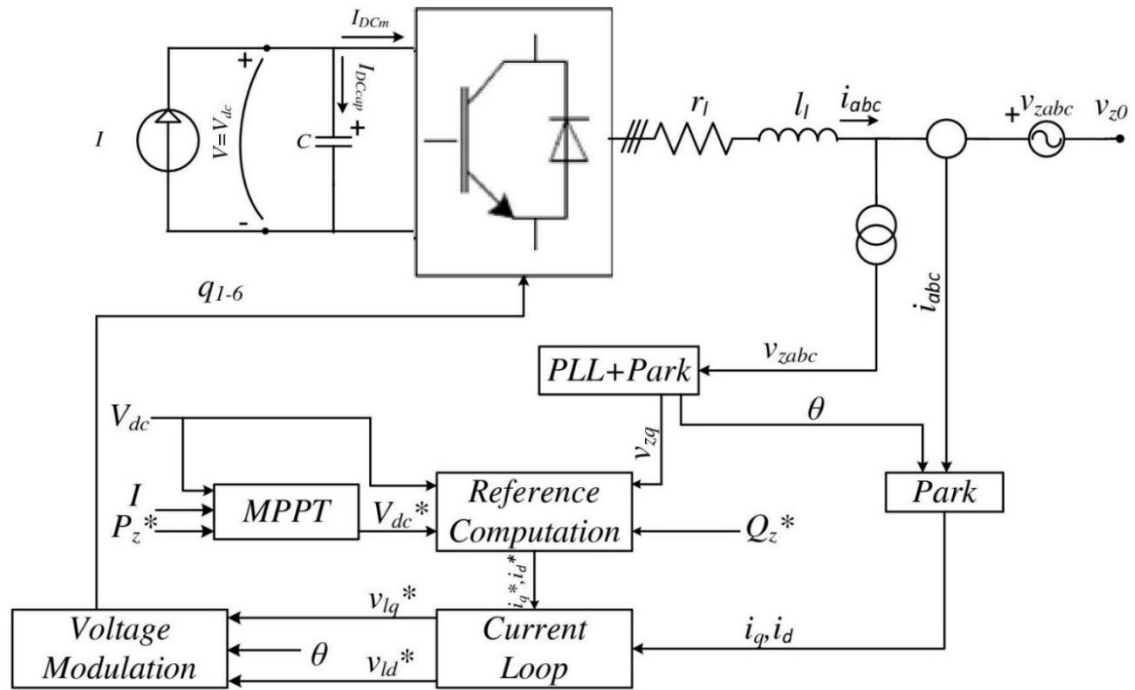 I_DCm
+
I_DCcap
I
V=V_dc
C
+
-
r_l
l_l
i_abc
+
v_zabc
v_z0
q_1-6
i_abc
v_zabc
PLL+Park
θ
v_zq
V_dc
Park
I
P_z*
MPPT
V_dc*
Reference
Computation
Q_z*
i_q*,i_d*
v_lq*
Voltage
Modulation
θ
v_ld*
Current
Loop
i_q,i_d